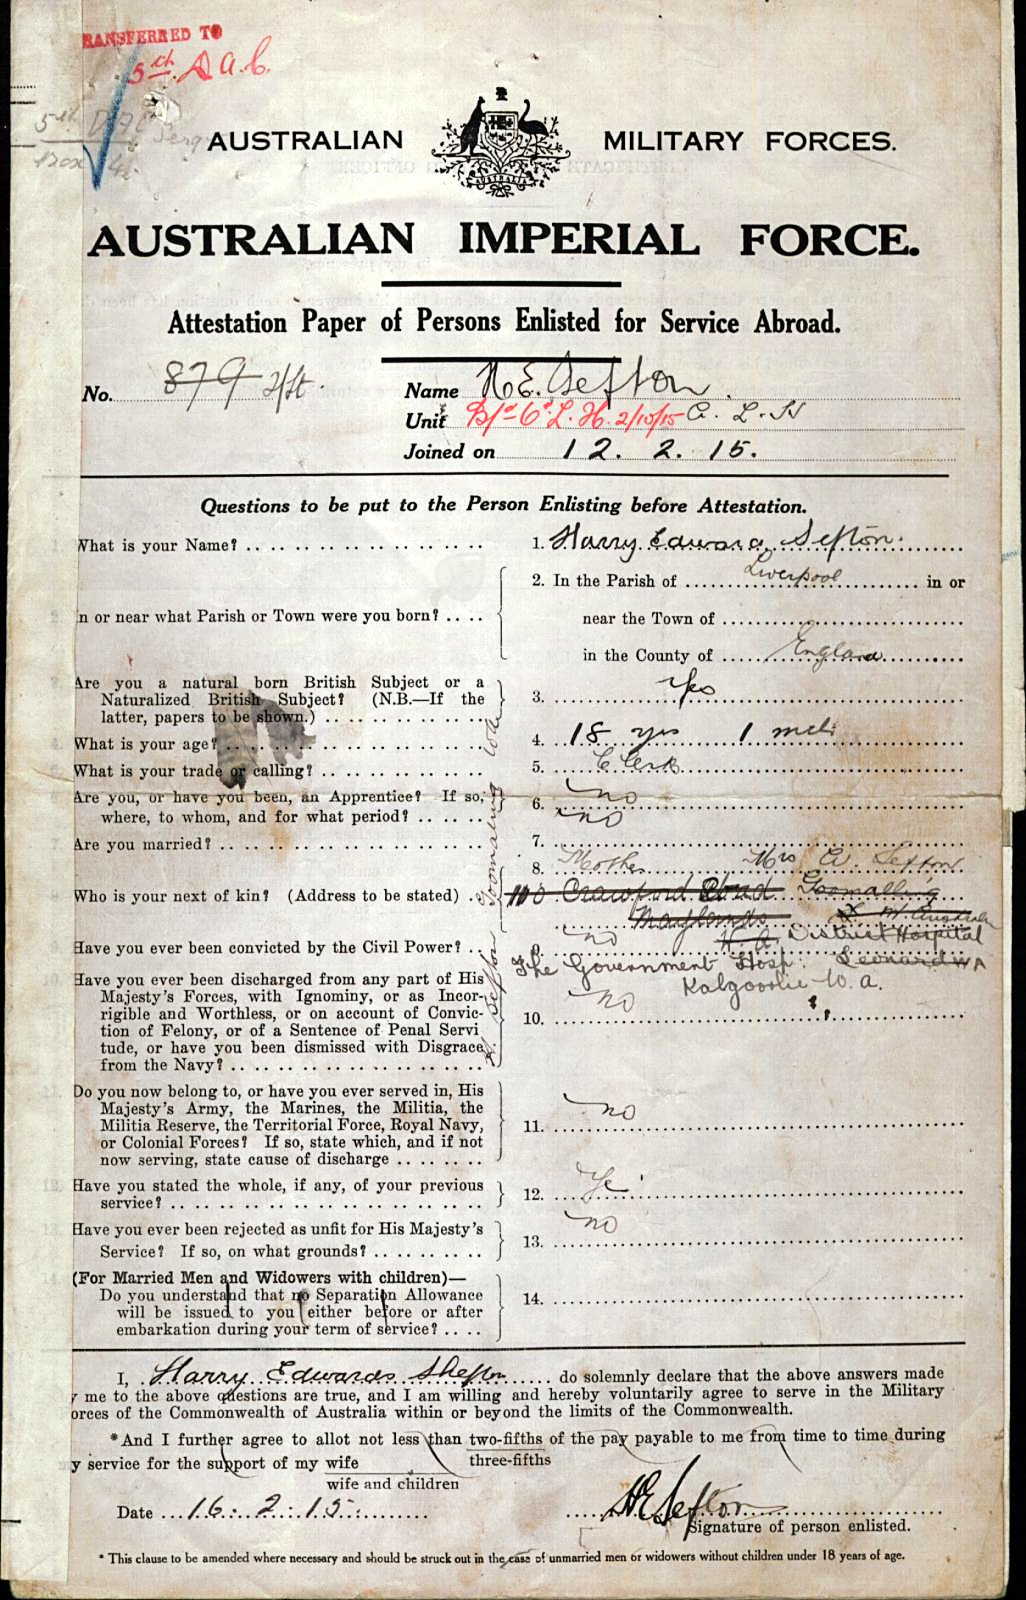 TRANSFERRED TO
5th D A C.
5th DAC
AUSTRALIAN MILITARY FORCES.
AUSTRALIA
AUSTRALIAN IMPERIAL FORCE.
Attestation Paper of Persons Enlisted for Service Abroad.
No. 879
Name H E Sefton
Unit L. H. 2/10/15 L. H
Joined on 12. 2. 15.
Questions to be put to the Person Enlisting before Attestation.
What is your Name? 1. Harry Edward Sefton.
2. In the Parish of Liverpool in or
In or near what Parish or Town were you born? near the Town of
in the County of England
Are you a natural born British Subject or a
Naturalized British Subject? (N.B.—If the 3. Yes
latter, papers to be shown.)
What is your age? 4. 18 yrs 1 mth
What is your trade or calling? 5. Clerk
Are you, or have you been, an Apprentice? If so, 6. no
where, to whom, and for what period? no
Are you married? 7.
8. Mother Mrs A. Sefton
Who is your next of kin? (Address to be stated) 110 Crawford Road Goomalling
Maylands
Have you ever been convicted by the Civil Power? 9. no W A District Hospital
The Government Hosp. Leonard WA
Kalgoorlie W. A.
Have you ever been discharged from any part of His
Majesty's Forces, with Ignominy, or as Incor- no
rigible and Worthless, or on account of Convic- 10.
tion of Felony, or of a Sentence of Penal Servi
tude, or have you been dismissed with Disgrace
from the Navy?
Do you now belong to, or have you ever served in, His
Majesty's Army, the Marines, the Militia, the no
Militia Reserve, the Territorial Force, Royal Navy, 11.
or Colonial Forces? If so, state which, and if not
now serving, state cause of discharge
Have you stated the whole, if any, of your previous 12. Ye
service?
Have you ever been rejected as unfit for His Majesty's no
Service? If so, on what grounds? 13.
(For Married Men and Widowers with children)—
Do you understand that no Separation Allowance 14.
will be issued to you either before or after
embarkation during your term of service?
I, Harry Edwards Shefton do solemnly declare that the above answers made
y me to the above questions are true, and I am willing and hereby voluntarily agree to serve in the Military
orces of the Commonwealth of Australia within or beyond the limits of the Commonwealth.
*And I further agree to allot not less than two-fifths of the pay payable to me from time to time during
three-fifths
y service for the support of my wife
wife and children
Date 16. 2. 15. H E Sefton
Signature of person enlisted.
* This clause to be amended where necessary and should be struck out in the case of unmarried men or widowers without children under 18 years of age.